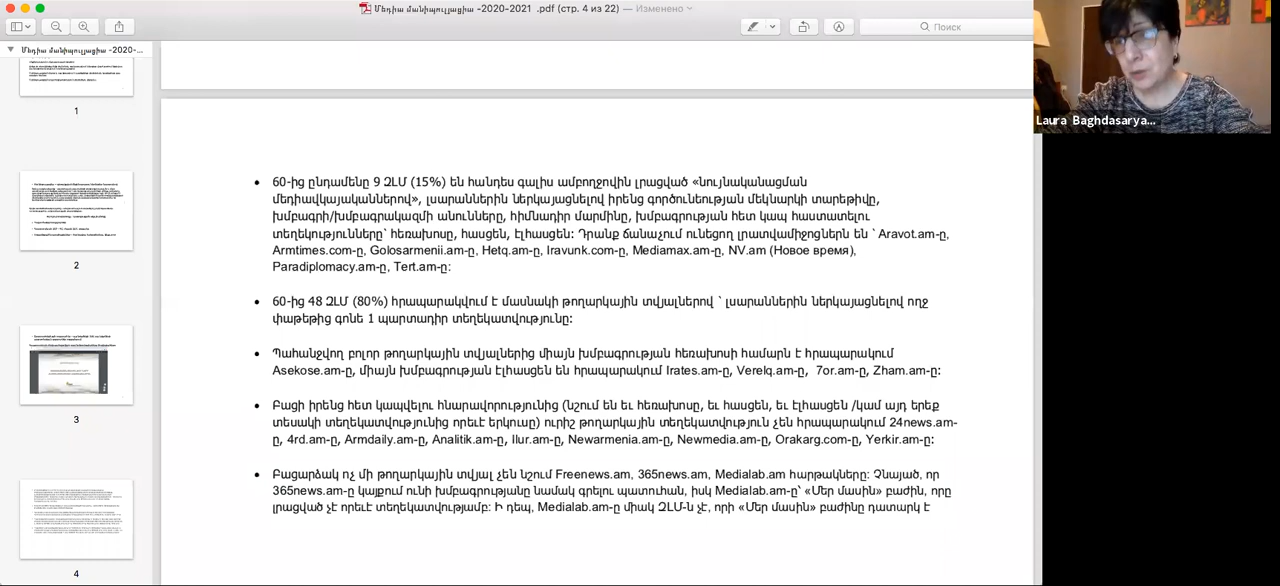 Մեդիա մանիպուլյացիա -2020-2021 .pdf (стр. 4 из 22) — Изменено
Поиск
Մեդիա մանիպուլյացիա -2020-...
1
2
3
4
Laura Baghdasarya...
• 60-ից ընդամենը 9 ԶԼՄ (15%) են հանդես գալիս ամբողջովին լրացված «նույնականացման
մեդիավկայականներով», լսարաններին ներկայացնելով իրենց գործունեության մեկնարկի տարեթիվը,
խմբագրի/խմբագրակազմի անունները, հիմնադիր մարմինը, խմբագրության հետ կապ հաստատելու
տեղեկությունները՝ հեռախոսը, հասցեն, էլհասցեն: Դրանք ճանաչում ունեցող լրատվամիջոցներն են ` Aravot.am-ը,
Armtimes.com-ը, Golosarmenii.am-ը, Hetq.am-ը, Iravunk.com-ը, Mediamax.am-ը, NV.am (Новое время),
Paradiplomacy.am-ը, Tert.am-ը:
• 60-ից 48 ԶԼՄ (80%) հրապարակվում է մասնակի թողարկային տվյալներով ` լսարաններին ներկայացնելով ողջ
փաթեթից գոնե 1 պարտադիր տեղեկատվությունը:
• Պահանջվող բոլոր թողարկային տվյալներից միայն խմբագրության հեռախոսի համարն է հրապարակում
Asekose.am-ը, միայն խմբագրության էլհասցեն են հրապարակում Irates.am-ը, Verelq.am-ը, 7or.am-ը, Zham.am-ը:
• Բացի իրենց հետ կապվելու հնարավորությունից (նշում են եւ հեռախոսը, եւ հասցեն, եւ էլհասցեն /կամ այդ երեք
տեսակի տեղեկատվությունից որեւէ երկուսը) ուրիշ թողարկային տեղեկատվություն չեն հրապարակում 24news.am-
ը, 4rd.am-ը, Armdaily.am-ը, Analitik.am-ը, Ilur.am-ը, Newarmenia.am-ը, Newmedia.am-ը, Orakarg.com-ը, Yerkir.am-ը:
• Բացարձակ ոչ մի թողարկային տվյալ չեն նշում Freenews.am, 365news.am, Medialab.am հարթակները: Չնայած, որ
365news.am-ը կայքում ունի խմբագրությանը նամակ գրելու պատուհան, իսկ Medialab.am-ը՝ «Մեր մասին» բաժին, որը
լրացված չէ որեւէ տեղեկատվությամբ: Ի դեպ, Medialab.am-ը միակ ԶԼՄ-ն չէ, որի «Մեր մասին» բաժինը դատարկ է